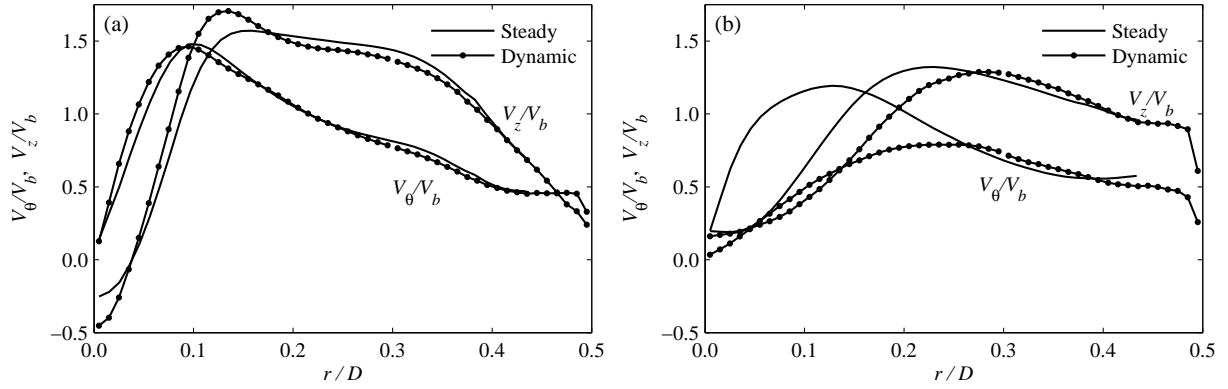 (a)
Steady
Dynamic
V_z/V_b
V_θ/V_b
V_θ/V_b, V_z/V_b
1.5
1.0
0.5
0.0
−0.5
0.0 0.1 0.2 0.3 0.4 0.5
r / D
(b)
Steady
Dynamic
V_z/V_b
V_θ/V_b
V_θ/V_b, V_z/V_b
1.5
1.0
0.5
0.0
−0.5
0.0 0.1 0.2 0.3 0.4 0.5
r / D